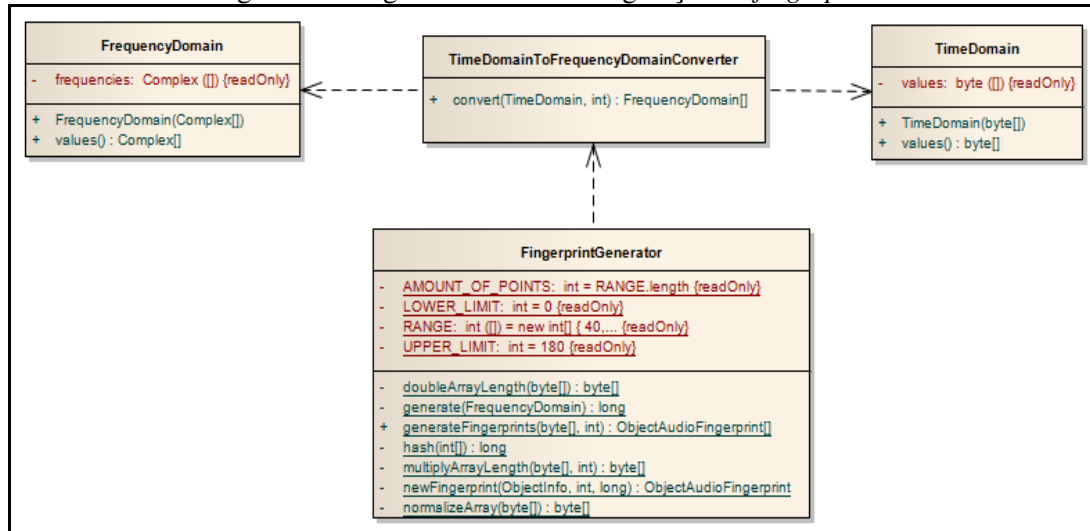 FrequencyDomain
- frequencies: Complex ([]) {readOnly}
+ FrequencyDomain(Complex[])
+ values() : Complex[]
TimeDomainToFrequencyDomainConverter
+ convert(TimeDomain, int) : FrequencyDomain[]
TimeDomain
- values: byte ([]) {readOnly}
+ TimeDomain(byte[])
+ values() : byte[]
FingerprintGenerator
- AMOUNT_OF_POINTS: int = RANGE.length {readOnly}
- LOWER_LIMIT: int = 0 {readOnly}
- RANGE: int ([]) = new int[] { 40,... {readOnly}
- UPPER_LIMIT: int = 180 {readOnly}
- doubleArrayLength(byte[]) : byte[]
- generate(FrequencyDomain) : long
+ generateFingerprints(byte[], int) : ObjectAudioFingerprint[]
- hash(int[]) : long
- multiplyArrayLength(byte[], int) : byte[]
- newFingerprint(ObjectInfo, int, long) : ObjectAudioFingerprint
- normalizeArray(byte[]) : byte[]